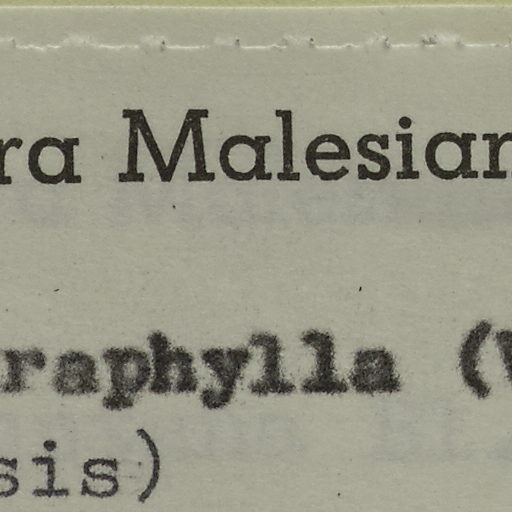 ra Malesian
raphylla (V
sis)